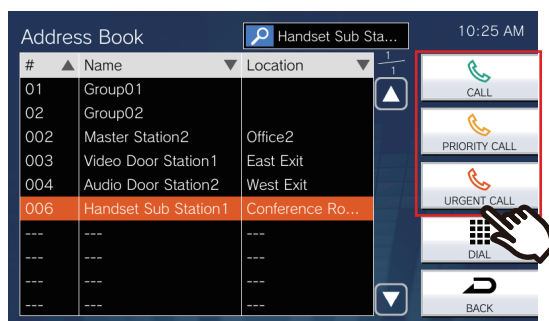 Address Book
Handset Sub Sta...
10:25 AM
# ▲ Name ▼ Location ▼
1/1
01 Group01
02 Group02
002 Master Station2 Office2
003 Video Door Station1 East Exit
004 Audio Door Station2 West Exit
006 Handset Sub Station1 Conference Ro...
--- --- ---
--- --- ---
--- --- ---
--- --- ---
CALL
PRIORITY CALL
URGENT CALL
DIAL
BACK